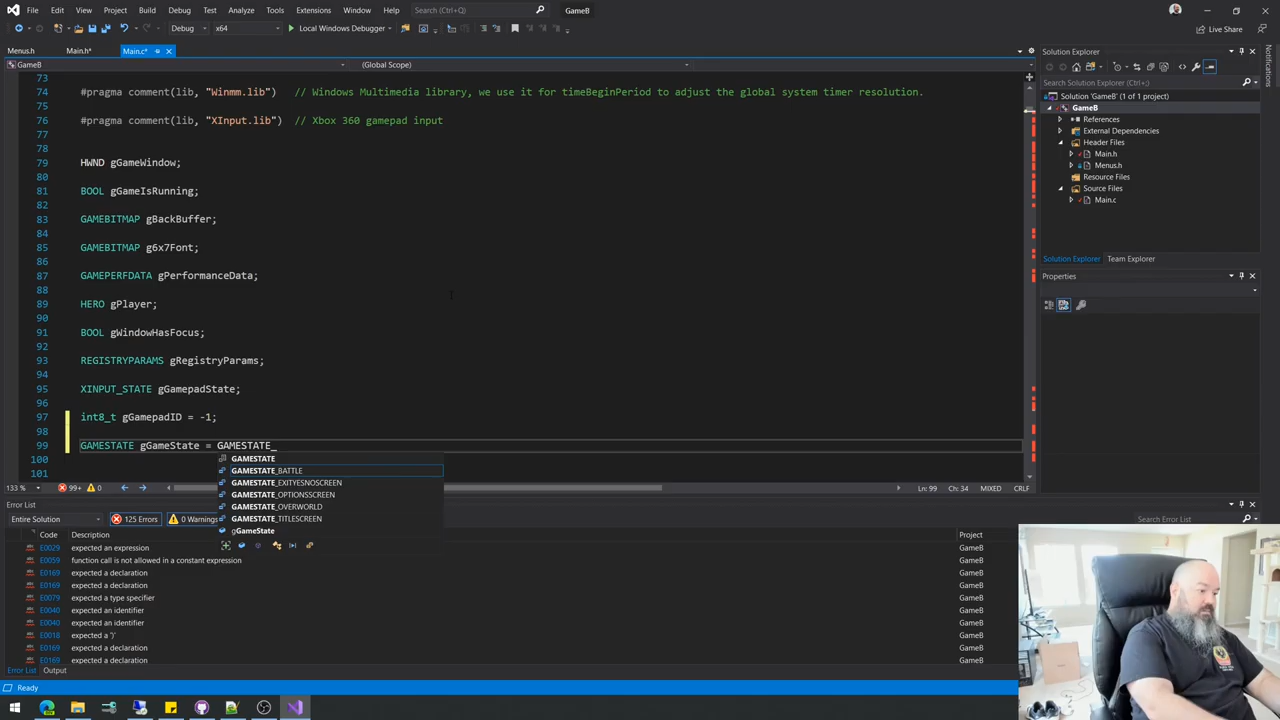 File Edit View Git Project Build Debug Test Analyze Tools Extensions Window Help Search (Ctrl+Q) GameB
Debug x64 Local Windows Debugger Live Share
Menus.h Main.h* Main.c*
GameB (Global Scope)
73
74 #pragma comment(lib, "Winmm.lib") // Windows Multimedia library, we use it for timeBeginPeriod to adjust the global system timer resolution.
75
76 #pragma comment(lib, "XInput.lib") // Xbox 360 gamepad input
77
78
79 HWND gGameWindow;
80
81 BOOL gGameIsRunning;
82
83 GAMEBITMAP gBackBuffer;
84
85 GAMEBITMAP g6x7Font;
86
87 GAMEPERFDATA gPerformanceData;
88
89 HERO gPlayer;
90
91 BOOL gWindowHasFocus;
92
93 REGISTRYPARAMS gRegistryParams;
94
95 XINPUT_STATE gGamepadState;
96
97 int8_t gGamepadID = -1;
98
99 GAMESTATE gGameState = GAMESTATE_
100
101
GAMESTATE
GAMESTATE_BATTLE
GAMESTATE_EXITYESNOSCREEN
GAMESTATE_OPTIONSSCREEN
GAMESTATE_OVERWORLD
GAMESTATE_TITLESCREEN
gGameState
133 % 99+ 0 Ln: 99 Ch: 34 MIXED CRLF
Error List
Entire Solution 125 Errors 0 Warnings Search Error List
Code Description Project
E0029 expected an expression GameB
E0059 function call is not allowed in a constant expression GameB
E0169 expected a declaration GameB
E0169 expected a declaration GameB
E0079 expected a type specifier GameB
E0040 expected an identifier GameB
E0040 expected an identifier GameB
E0018 expected a ')' GameB
E0169 expected a declaration GameB
E0169 expected a declaration GameB
Error List Output
Ready
Solution Explorer
Search Solution Explorer (Ctrl+;)
Solution 'GameB' (1 of 1 project)
GameB
References
External Dependencies
Header Files
Main.h
Menus.h
Resource Files
Source Files
Main.c
Solution Explorer Team Explorer
Properties
Notifications